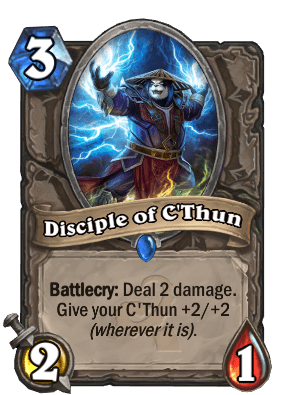 3
Disciple of C'Thun
Battlecry: Deal 2 damage.
Give your C'Thun +2/+2
(wherever it is).
2
1